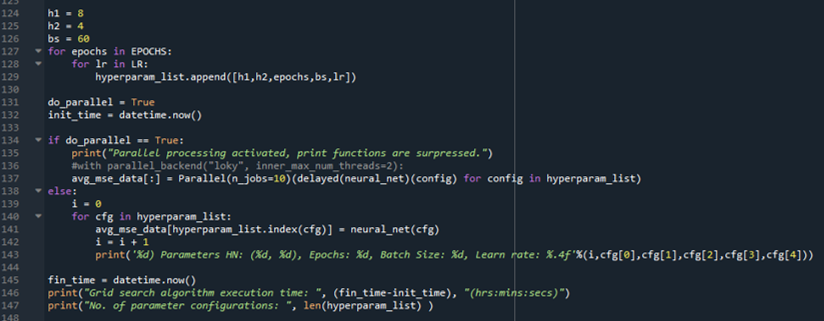 123
124 h1 = 8
125 h2 = 4
126 bs = 60
127 for epochs in EPOCHS:
128 for lr in LR:
129 hyperparam_list.append([h1,h2,epochs,bs,lr])
130
131 do_parallel = True
132 init_time = datetime.now()
133
134 if do_parallel == True:
135 print("Parallel processing activated, print functions are surpressed.")
136 #with parallel_backend("loky", inner_max_num_threads=2):
137 avg_mse_data[:] = Parallel(n_jobs=10)(delayed(neural_net)(config) for config in hyperparam_list)
138 else:
139 i = 0
140 for cfg in hyperparam_list:
141 avg_mse_data[hyperparam_list.index(cfg)] = neural_net(cfg)
142 i = i + 1
143 print('%d) Parameters HN: (%d, %d), Epochs: %d, Batch Size: %d, Learn rate: %.4f'%(i,cfg[0],cfg[1],cfg[2],cfg[3],cfg[4]))
144
145 fin_time = datetime.now()
146 print("Grid search algorithm execution time: ", (fin_time-init_time), "(hrs:mins:secs)")
147 print("No. of parameter configurations: ", len(hyperparam_list) )
148